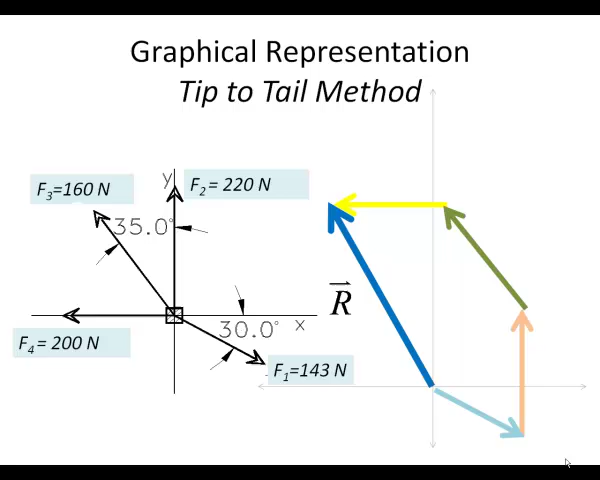 Graphical Representation
Tip to Tail Method
F3=160 N
y
F2 = 220 N
35.0°
R
30.0°
x
F4 = 200 N
F1=143 N